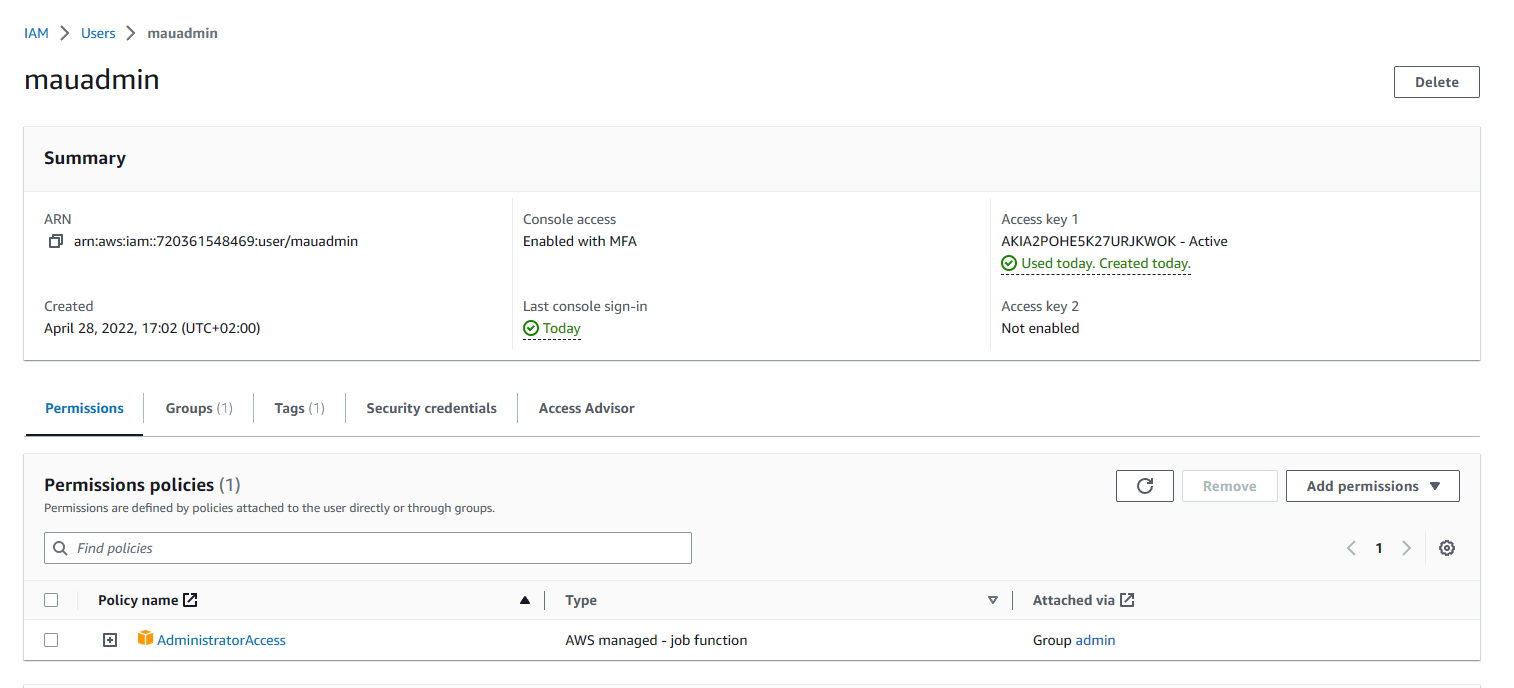 IAM > Users > mauadmin
mauadmin
Delete
Summary
ARN
arn:aws:iam::720361548469:user/mauadmin
Created
April 28, 2022, 17:02 (UTC+02:00)
Console access
Enabled with MFA
Last console sign-in
Today
Access key 1
AKIA2POHE5K27URJKWOK - Active
Used today. Created today.
Access key 2
Not enabled
Permissions
Groups (1)
Tags (1)
Security credentials
Access Advisor
Permissions policies (1)
Permissions are defined by policies attached to the user directly or through groups.
Remove
Add permissions
Find policies
1
Policy name
Type
Attached via
AdministratorAccess
AWS managed - job function
Group admin